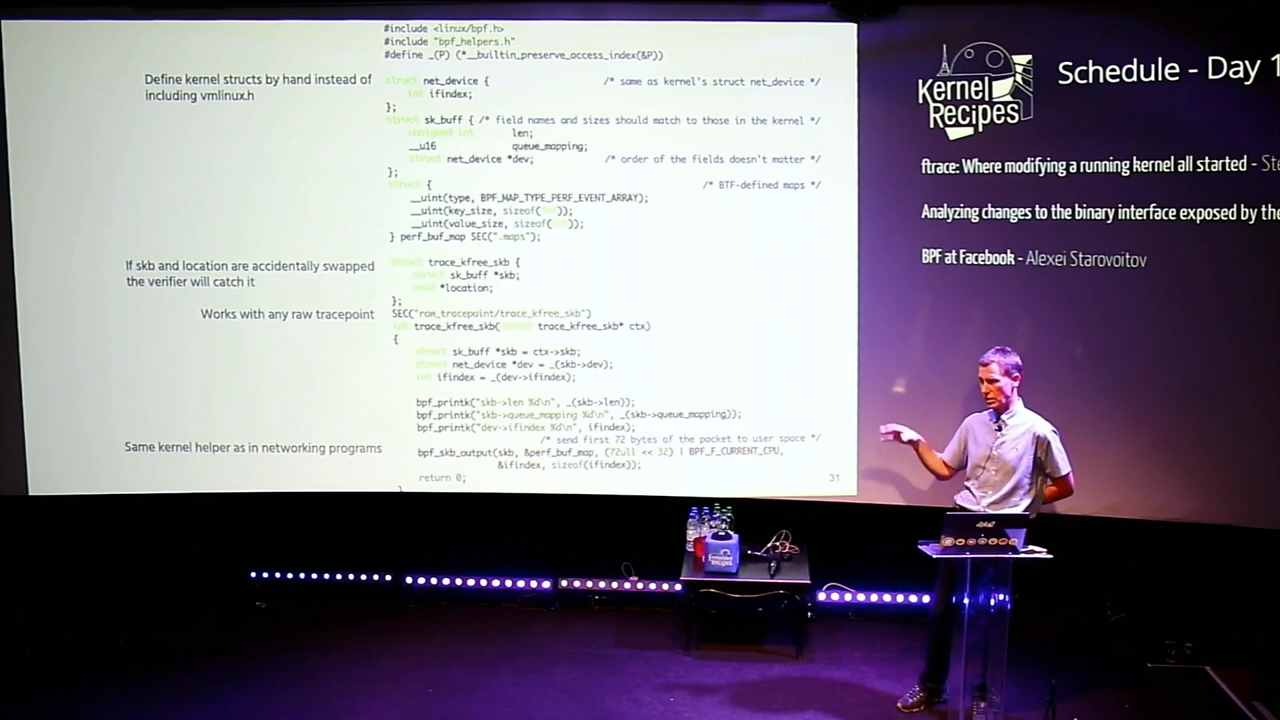 #include <linux/bpf.h>
#include "bpf_helpers.h"
#define _(P) (*__builtin_preserve_access_index(&P))
Define kernel structs by hand instead of
including vmlinux.h
struct net_device { /* same as kernel's struct net_device */
int ifindex;
};
struct sk_buff { /* field names and sizes should match to those in the kernel */
unsigned int len;
__u16 queue_mapping;
struct net_device *dev; /* order of the fields doesn't matter */
};
struct { /* BTF-defined maps */
__uint(type, BPF_MAP_TYPE_PERF_EVENT_ARRAY);
__uint(key_size, sizeof( ));
__uint(value_size, sizeof( ));
} perf_buf_map SEC(".maps");
If skb and location are accidentally swapped
the verifier will catch it
struct trace_kfree_skb {
struct sk_buff *skb;
void *location;
};
Works with any raw tracepoint
SEC("raw_tracepoint/trace_kfree_skb")
int trace_kfree_skb(struct trace_kfree_skb* ctx)
{
struct sk_buff *skb = ctx->skb;
struct net_device *dev = _(skb->dev);
int ifindex = _(dev->ifindex);
bpf_printk("skb->len %d\n", _(skb->len));
bpf_printk("skb->queue_mapping %d\n", _(skb->queue_mapping));
bpf_printk("dev->ifindex %d\n", ifindex);
/* send first 72 bytes of the packet to user space */
Same kernel helper as in networking programs
bpf_skb_output(skb, &perf_buf_map, (72ull << 32) | BPF_F_CURRENT_CPU,
&ifindex, sizeof(ifindex));
return 0;
31
Kernel
Recipes
Schedule - Day 1
ftrace: Where modifying a running kernel all started - Ste
Analyzing changes to the binary interface exposed by the
BPF at Facebook - Alexei Starovoitov
Recipes